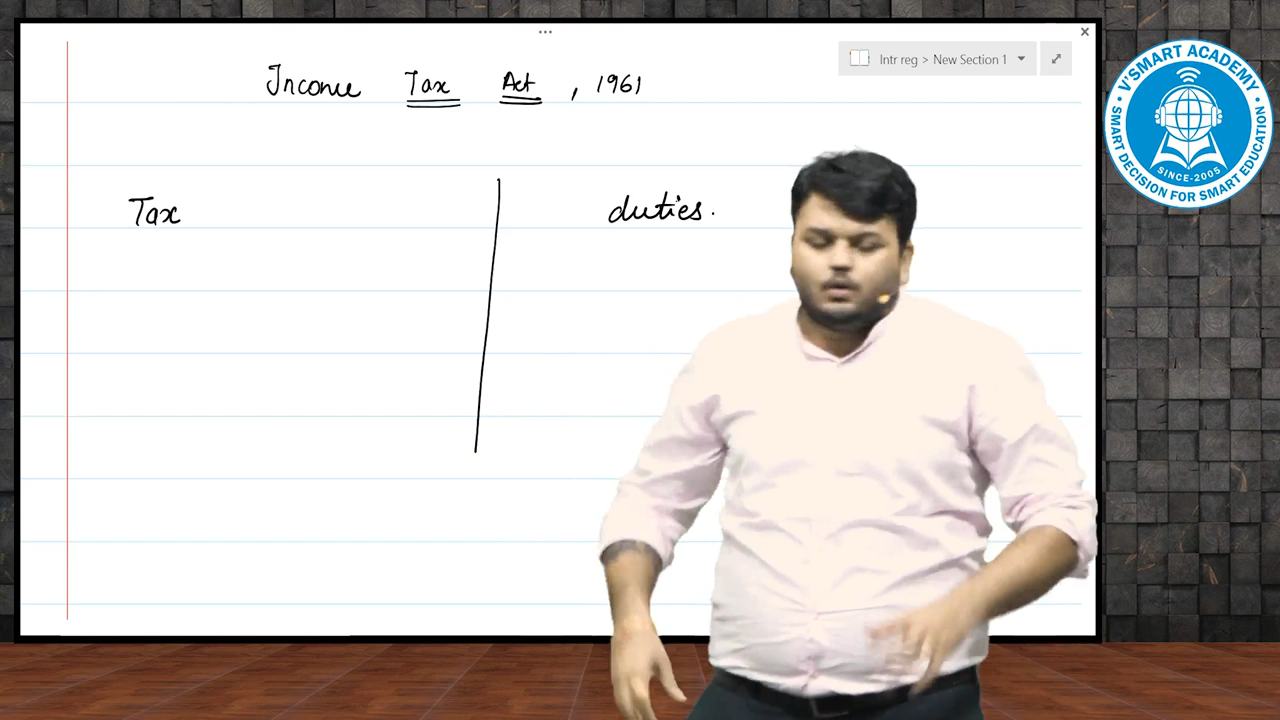 ...
Intr reg > New Section 1
Income Tax Act, 1961
Tax
duties.
V'SMART ACADEMY
SMART DECISION FOR SMART EDUCATION
SINCE-2005